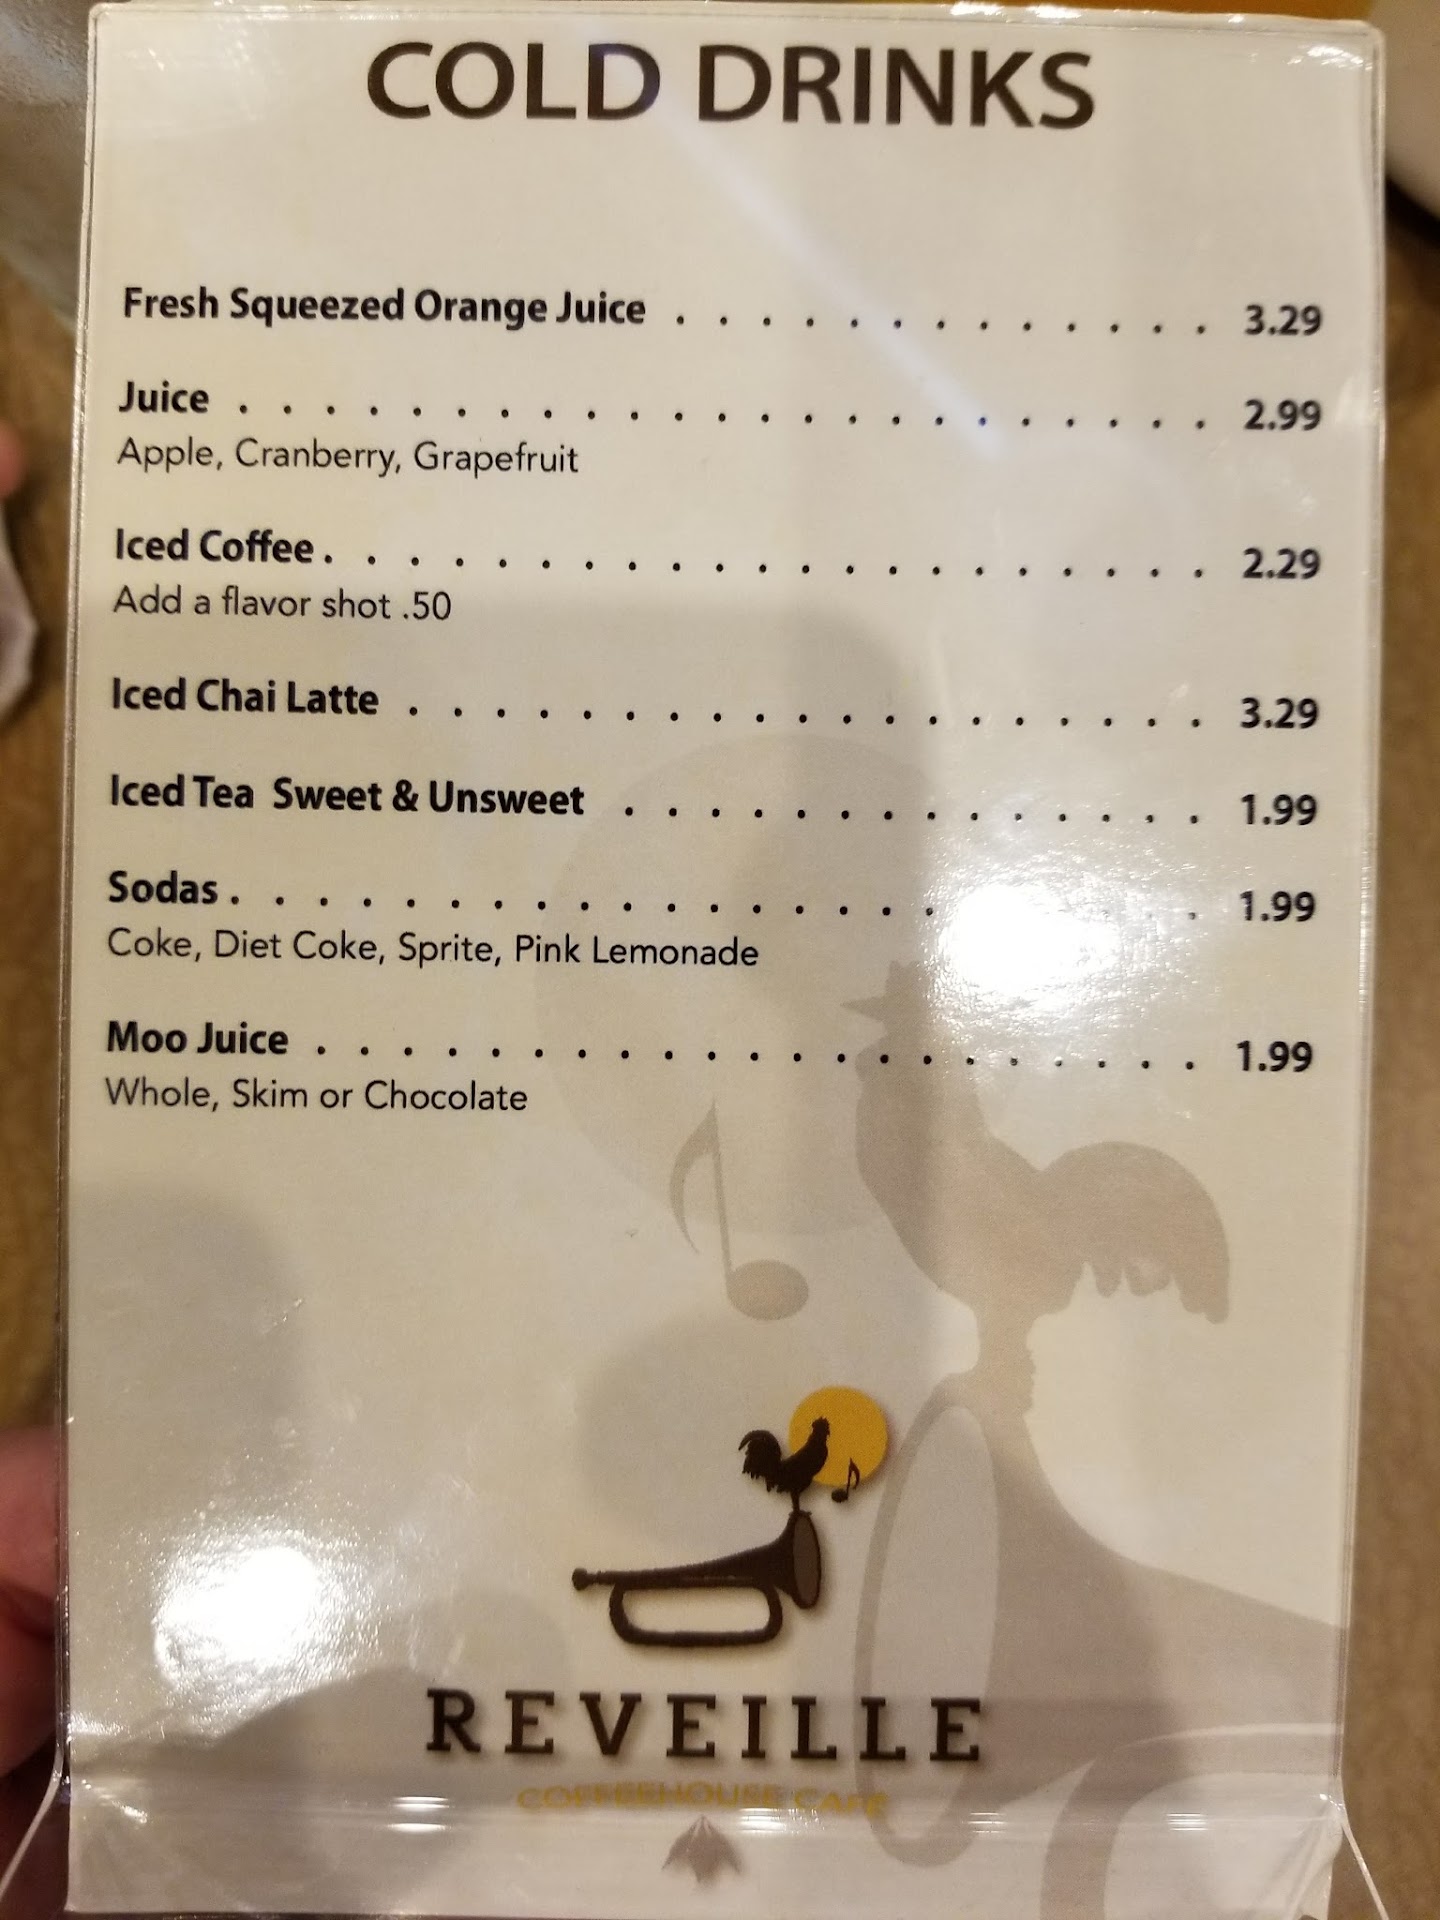 COLD DRINKS
Fresh Squeezed Orange Juice . . . . . . . . . . . . . 3.29
Juice . . . . . . . . . . . . . . . . . . . . . . . 2.99
Apple, Cranberry, Grapefruit
Iced Coffee . . . . . . . . . . . . . . . . . . . . . 2.29
Add a flavor shot .50
Iced Chai Latte . . . . . . . . . . . . . . . . . . . 3.29
Iced Tea Sweet & Unsweet . . . . . . . . . . . . . . 1.99
Sodas . . . . . . . . . . . . . . . . . . . . . . . 1.99
Coke, Diet Coke, Sprite, Pink Lemonade
Moo Juice . . . . . . . . . . . . . . . . . . . . . 1.99
Whole, Skim or Chocolate
REVEILLE
COFFEEHOUSE CAFE